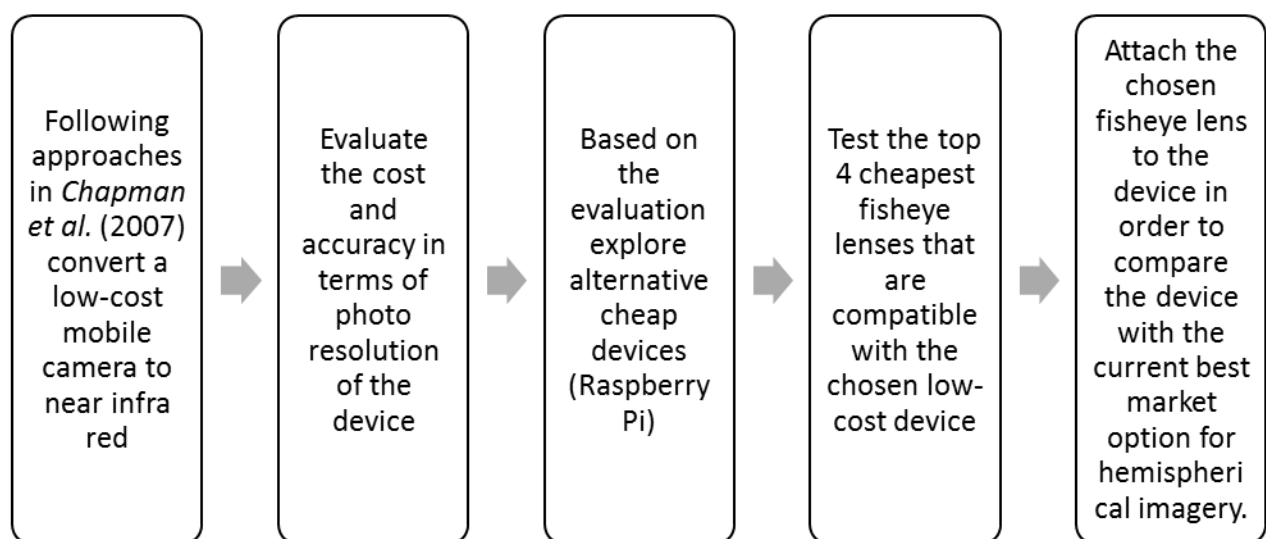 Following
approaches
in Chapman
et al. (2007)
convert a
low-cost
mobile
camera to
near infra
red
Evaluate
the cost
and
accuracy in
terms of
photo
resolution
of the
device
Based on
the
evaluation
explore
alternative
cheap
devices
(Raspberry
Pi)
Test the top
4 cheapest
fisheye
lenses that
are
compatible
with the
chosen low-
cost device
Attach the
chosen
fisheye lens
to the
device in
order to
compare
the device
with the
current best
market
option for
hemispheri
cal imagery.